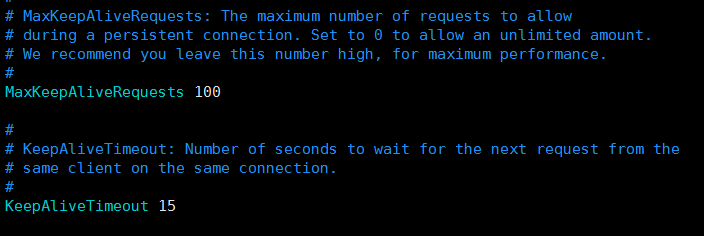 #
# MaxKeepAliveRequests: The maximum number of requests to allow
# during a persistent connection. Set to 0 to allow an unlimited amount.
# We recommend you leave this number high, for maximum performance.
#
MaxKeepAliveRequests 100
#
# KeepAliveTimeout: Number of seconds to wait for the next request from the
# same client on the same connection.
#
KeepAliveTimeout 15